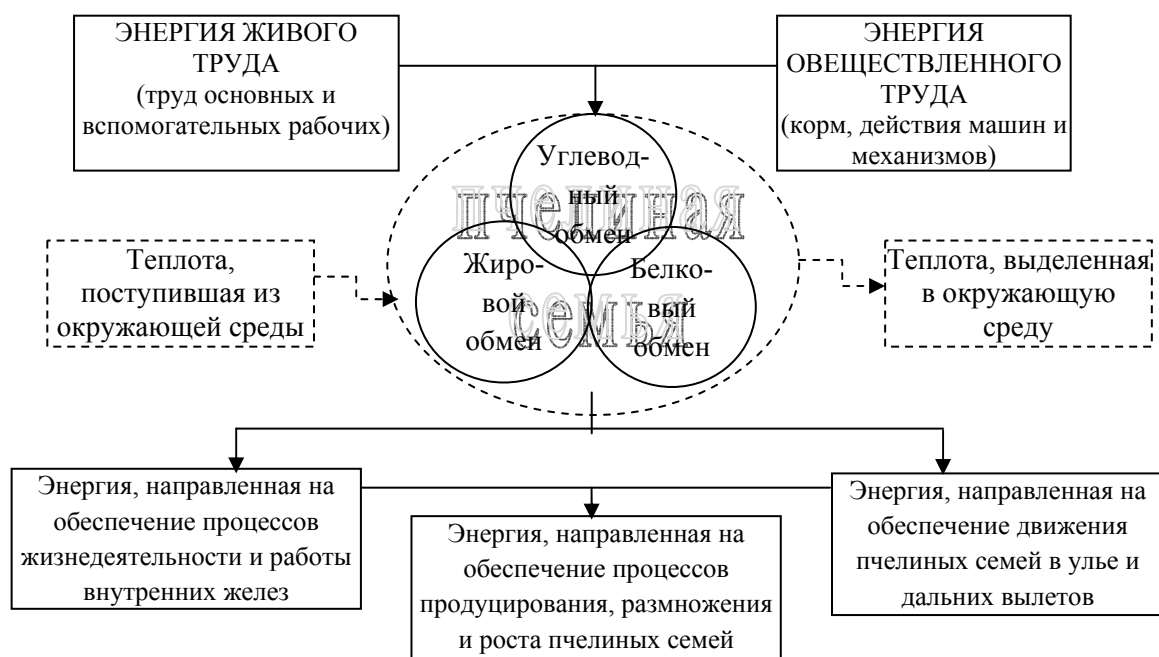 ЭНЕРГИЯ ЖИВОГО
ТРУДА
(труд основных и
вспомогательных рабочих)
ЭНЕРГИЯ
ОВЕЩЕСТВЛЕННОГО
ТРУДА
(корм, действия машин и
механизмов)
Углевод-
ный
обмен
пчелиная
семья
Жиро-
вой
обмен
Белко-
вый
обмен
Теплота,
поступившая из
окружающей среды
Теплота, выделенная
в окружающую
среду
Энергия, направленная на
обеспечение процессов
жизнедеятельности и работы
внутренних желез
Энергия, направленная на
обеспечение процессов
продуцирования, размножения
и роста пчелиных семей
Энергия, направленная на
обеспечение движения
пчелиных семей в улье и
дальних вылетов